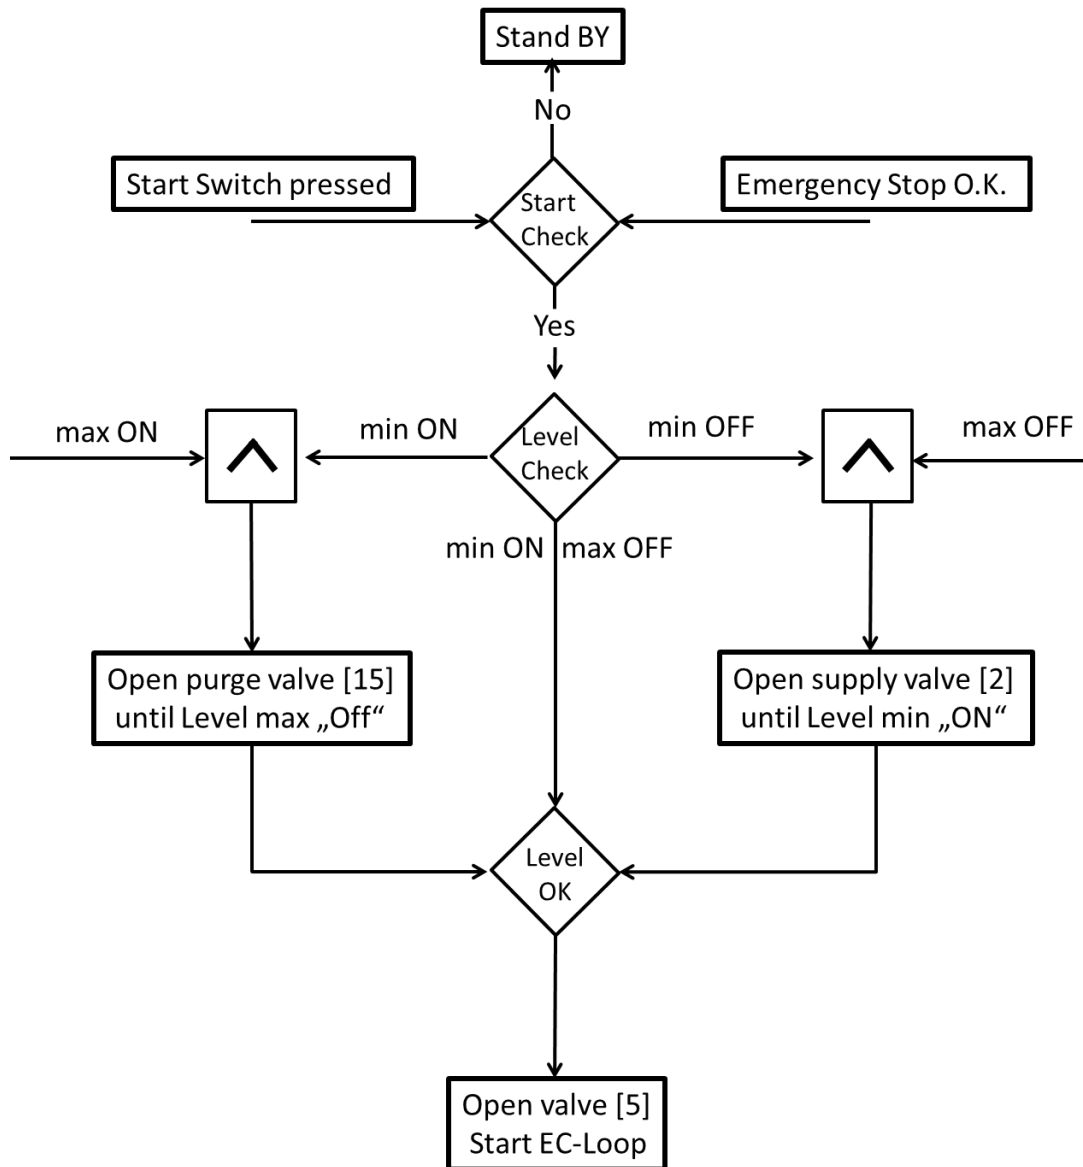 Stand BY
No
Start Switch pressed
Emergency Stop O.K.
Start
Check
Yes
max ON
min ON
Level
Check
min OFF
max OFF
min ON
max OFF
Open purge valve [15]
until Level max „Off“
Open supply valve [2]
until Level min „ON“
Level
OK
Open valve [5]
Start EC-Loop